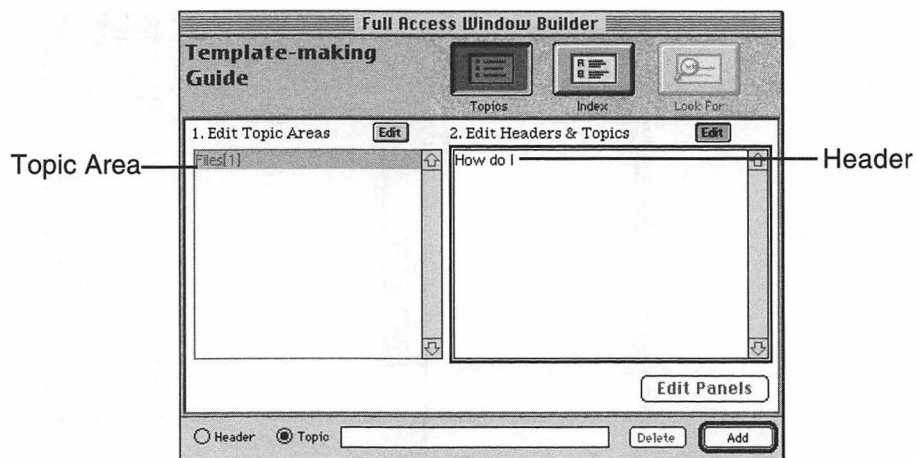 Full Access Window Builder
Template-making
Guide
Topics
Index
Look For
1. Edit Topic Areas
Edit
2. Edit Headers & Topics
Edit
Topic Area
Files[1]
How do I
Header
Edit Panels
Header
Topic
Delete
Add